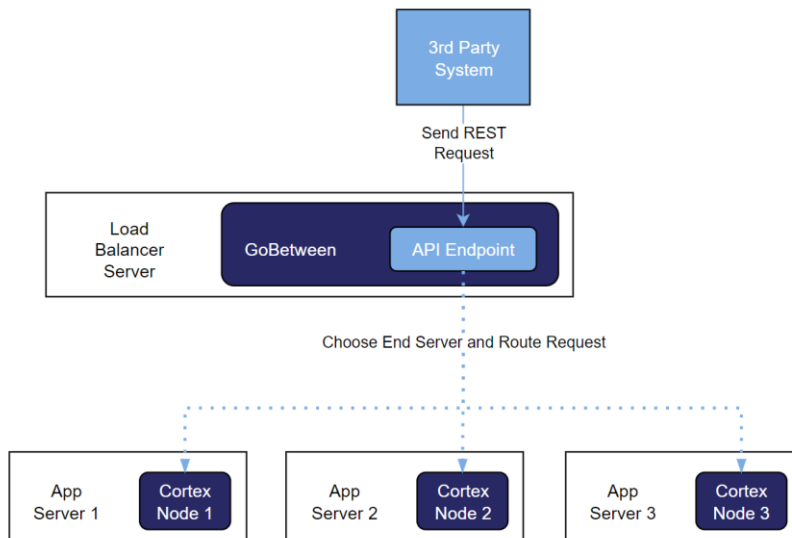 3rd Party
System
Send REST
Request
Load
Balancer
Server
GoBetween
API Endpoint
Choose End Server and Route Request
App
Server 1
Cortex
Node 1
App
Server 2
Cortex
Node 2
App
Server 3
Cortex
Node 3